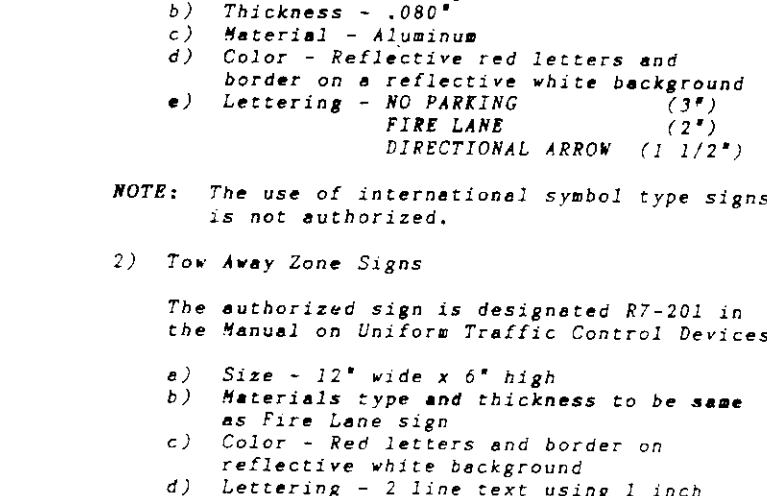 b) Thickness - .080"
c) Material - Aluminum
d) Color - Reflective red letters and
border on a reflective white background
e) Lettering - NO PARKING (3")
FIRE LANE (2")
DIRECTIONAL ARROW (1 1/2")
NOTE: The use of international symbol type signs
is not authorized.
2) Tow Away Zone Signs
The authorized sign is designated R7-201 in
the Manual on Uniform Traffic Control Devices
a) Size - 12" wide x 6" high
b) Materials type and thickness to be same
as Fire Lane sign
c) Color - Red letters and border on
reflective white background
d) Lettering - 2 line text using 1 inch